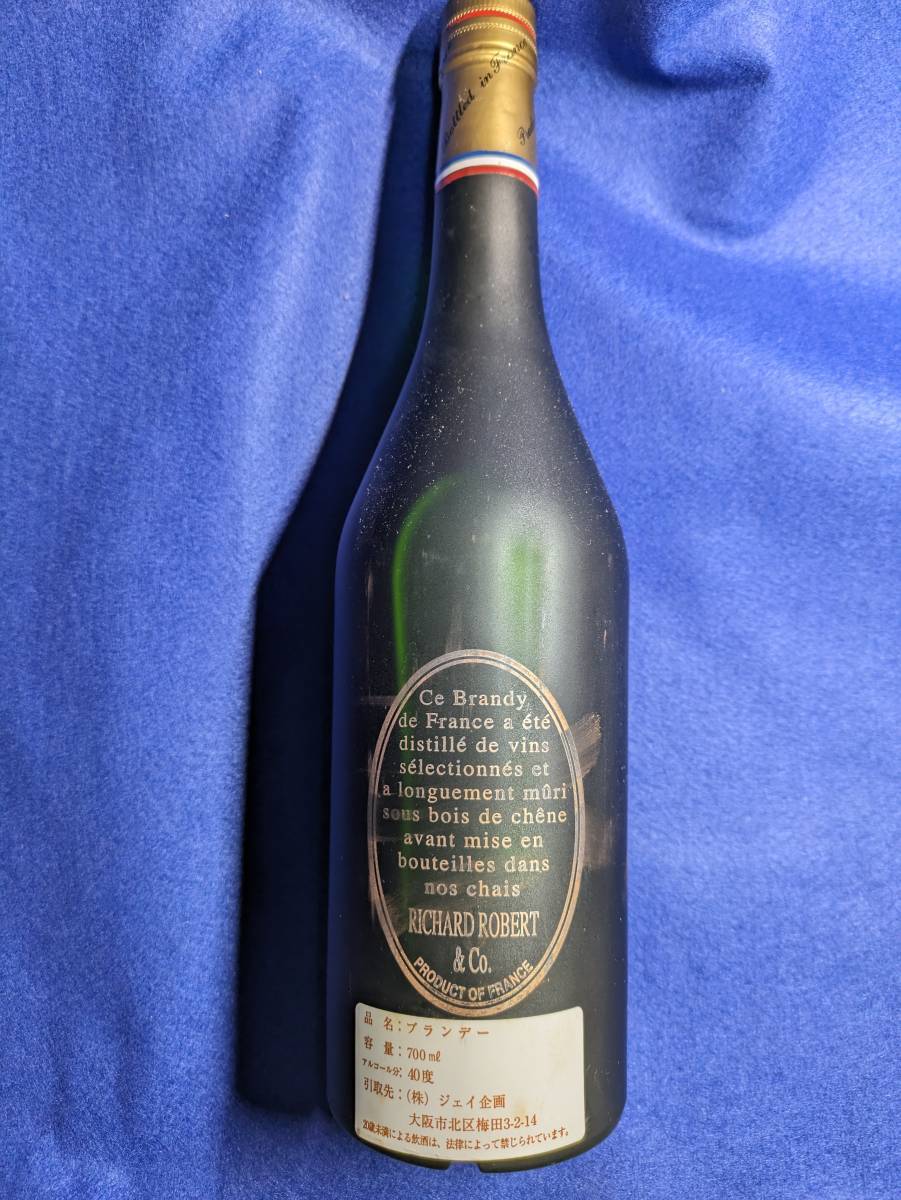 Bottled in France
Ce Brandy
de France a été
distillé de vins
sélectionnés et
a longuement mûri
sous bois de chêne
avant mise en
bouteilles dans
nos chais
RICHARD ROBERT
& Co.
PRODUCT OF FRANCE
品名：ブランデー
容量：700㎖
アルコール分：40度
引取先：（株）ジェイ企画
大阪市北区梅田3-2-14
20歳未満による飲酒は、法律によって禁じられています。